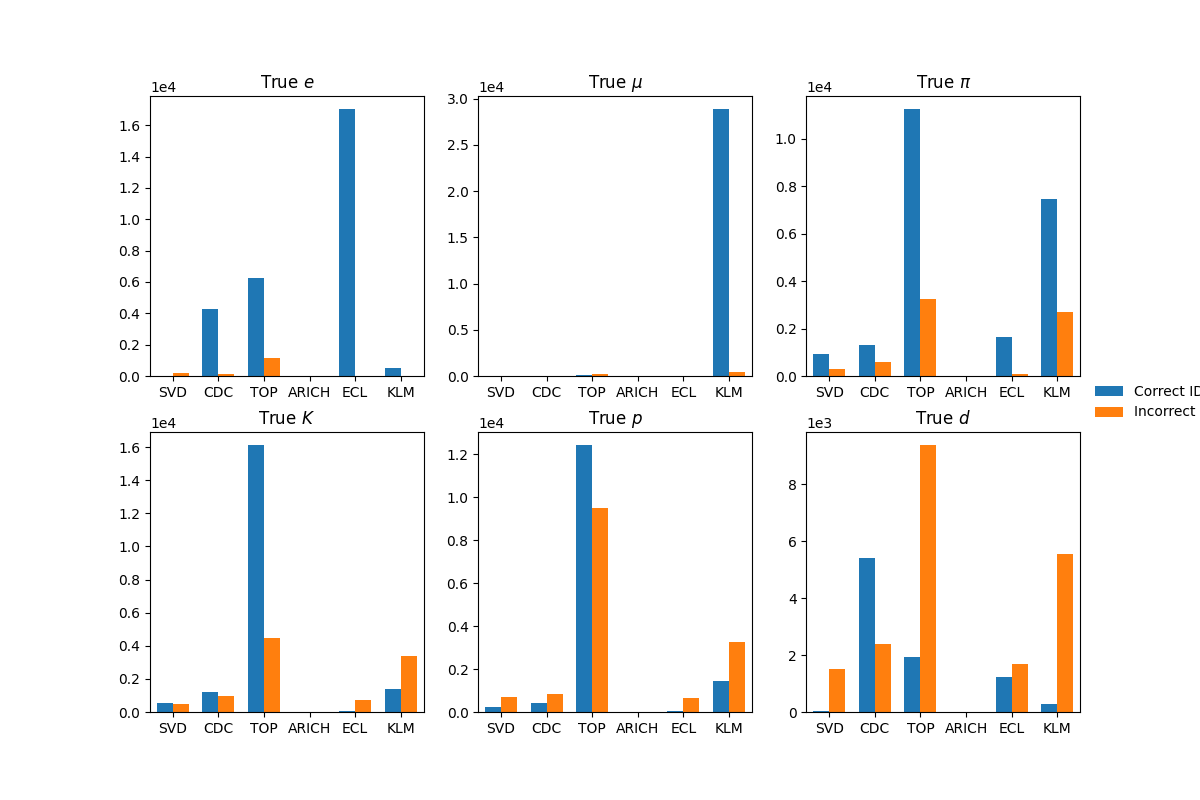 True e
1e4
1.6
1.4
1.2
1.0
0.8
0.6
0.4
0.2
0.0
SVD CDC TOP ARICH ECL KLM
True μ
1e4
3.0
2.5
2.0
1.5
1.0
0.5
0.0
SVD CDC TOP ARICH ECL KLM
True π
1e4
1.0
0.8
0.6
0.4
0.2
0.0
SVD CDC TOP ARICH ECL KLM
Correct ID
Incorrect
True K
1e4
1.6
1.4
1.2
1.0
0.8
0.6
0.4
0.2
0.0
SVD CDC TOP ARICH ECL KLM
True p
1e4
1.2
1.0
0.8
0.6
0.4
0.2
0.0
SVD CDC TOP ARICH ECL KLM
True d
1e3
8
6
4
2
0
SVD CDC TOP ARICH ECL KLM